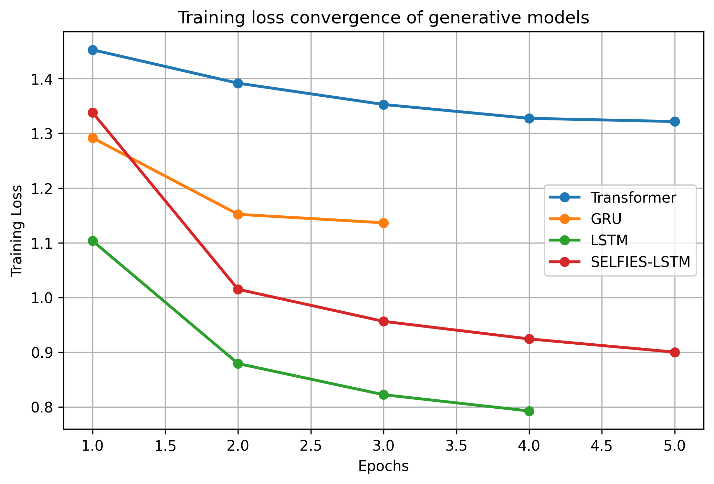 Training loss convergence of generative models
Training Loss
1.4
1.3
1.2
1.1
1.0
0.9
0.8
Transformer
GRU
LSTM
SELFIES-LSTM
1.0 1.5 2.0 2.5 3.0 3.5 4.0 4.5 5.0
Epochs